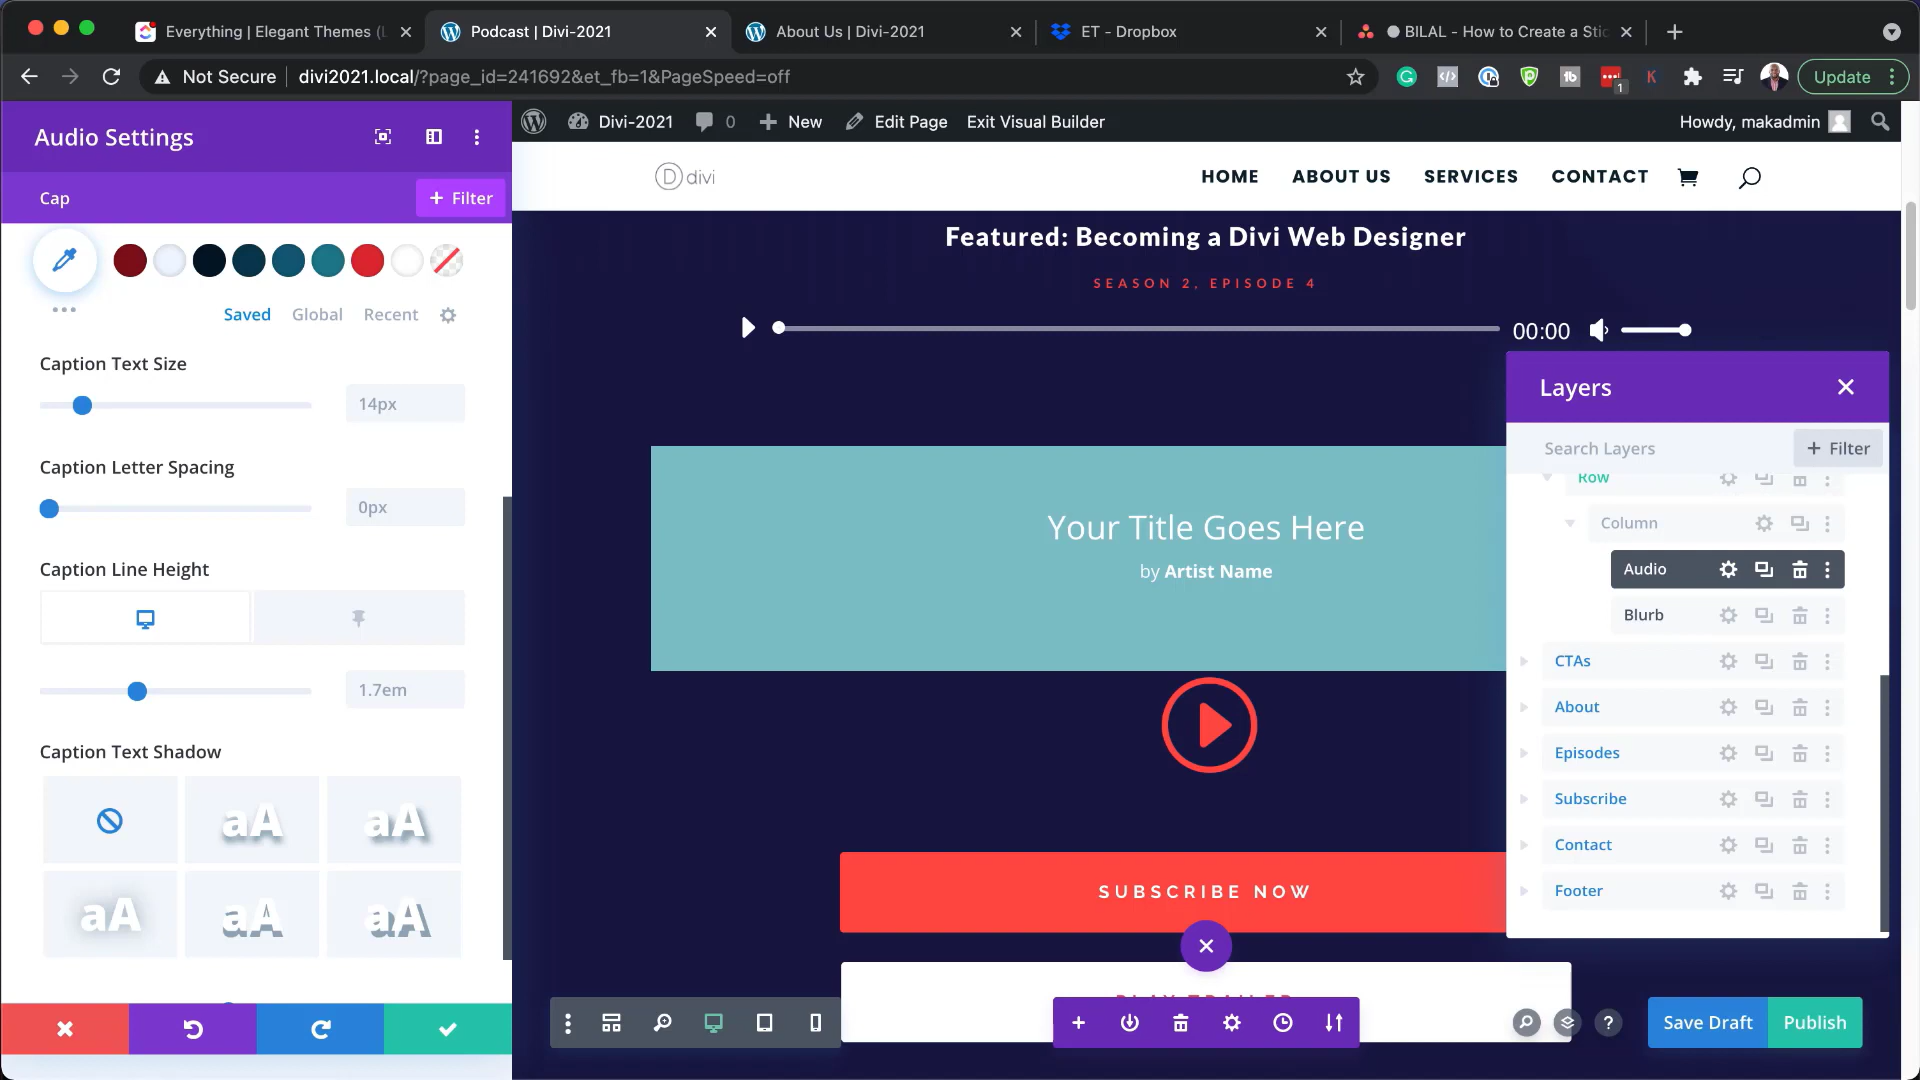 Everything | Elegant Themes (
Podcast | Divi-2021
About Us | Divi-2021
ET - Dropbox
BILAL - How to Create a Stic
Not Secure
divi2021.local/?page_id=241692&et_fb=1&PageSpeed=off
tb
1
K
Update
Audio Settings
Divi-2021
0
New
Edit Page
Exit Visual Builder
Howdy, makadmin
Cap
+ Filter
D divi
HOME
ABOUT US
SERVICES
CONTACT
Saved
Global
Recent
Featured: Becoming a Divi Web Designer
SEASON 2, EPISODE 4
00:00
Caption Text Size
14px
Caption Letter Spacing
0px
Caption Line Height
1.7em
Caption Text Shadow
aA
aA
aA
aA
aA
Your Title Goes Here
by Artist Name
SUBSCRIBE NOW
PLAY TRAILER
Layers
Search Layers
+ Filter
Row
Column
Audio
Blurb
CTAs
About
Episodes
Subscribe
Contact
Footer
?
Save Draft
Publish